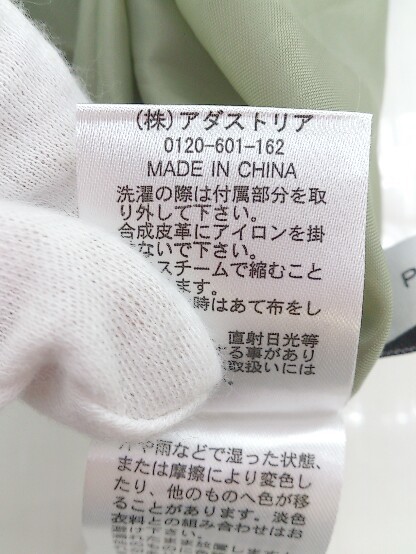 (株)アダストリア
0120-601-162
MADE IN CHINA
洗濯の際は付属部分を取
り外して下さい。
合成皮革にアイロンを掛
ないで下さい。
スチームで縮むこと
ます。
時はあて布をし
直射日光等
る事があり
取扱いには
や雨などで湿った状態、
または摩擦により変色し
たり、他のものへ色が移
ることがあります。淡色
衣料との組み合わせはお
P